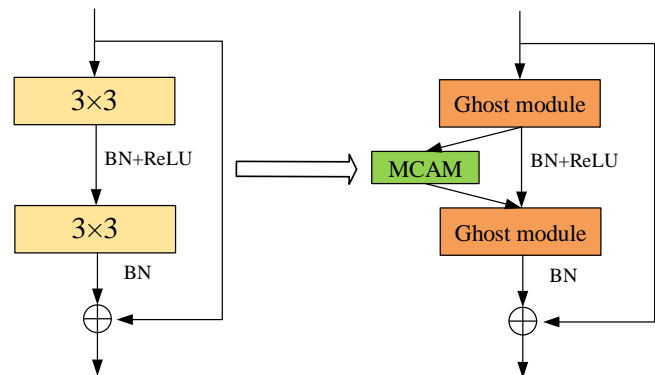 3×3
BN+ReLU
3×3
BN
Ghost module
BN+ReLU
MCAM
Ghost module
BN